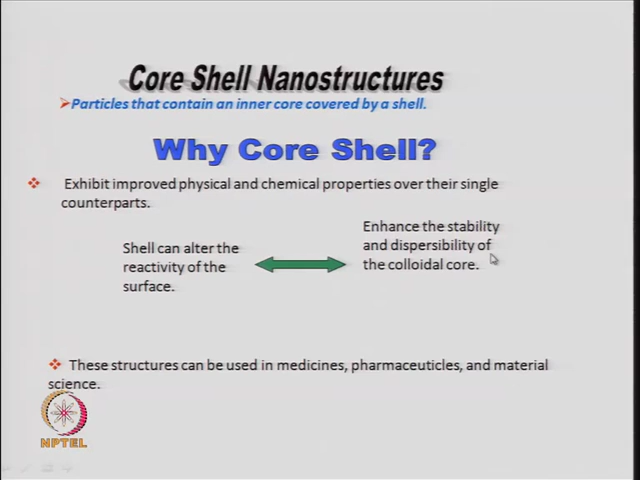 Core Shell Nanostructures
Particles that contain an inner core covered by a shell.
Why Core Shell?
Exhibit improved physical and chemical properties over their single
counterparts.
Shell can alter the
reactivity of the
surface.
Enhance the stability
and dispersibility of
the colloidal core.
These structures can be used in medicines, pharmaceuticles, and material
science.
NPTEL